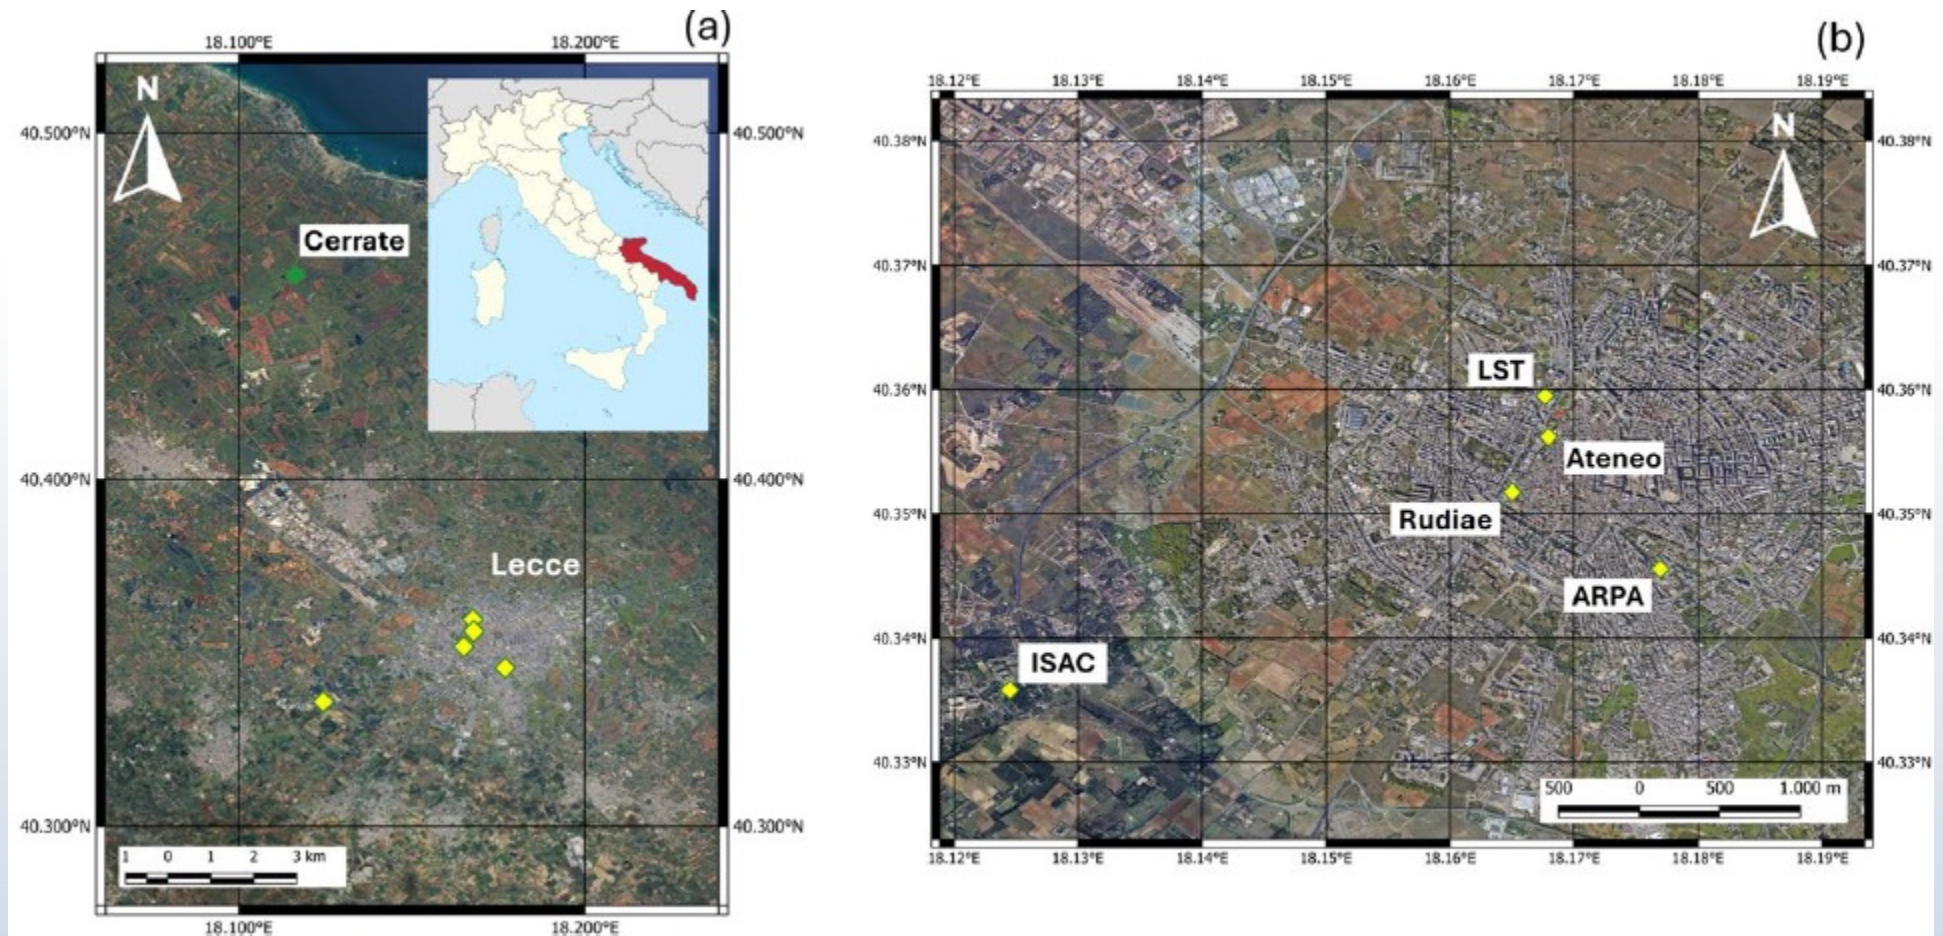 (a)
18.100°E 18.200°E
N
40.500°N 40.500°N
Cerrate
40.400°N 40.400°N
Lecce
40.300°N 40.300°N
1 0 1 2 3 km
18.100°E 18.200°E
(b)
18.12°E 18.13°E 18.14°E 18.15°E 18.16°E 18.17°E 18.18°E 18.19°E
N
40.38°N 40.38°N
40.37°N 40.37°N
LST
40.36°N 40.36°N
Ateneo
40.35°N 40.35°N
Rudiae
ARPA
40.34°N 40.34°N
ISAC
40.33°N 40.33°N
500 0 500 1.000 m
18.12°E 18.13°E 18.14°E 18.15°E 18.16°E 18.17°E 18.18°E 18.19°E